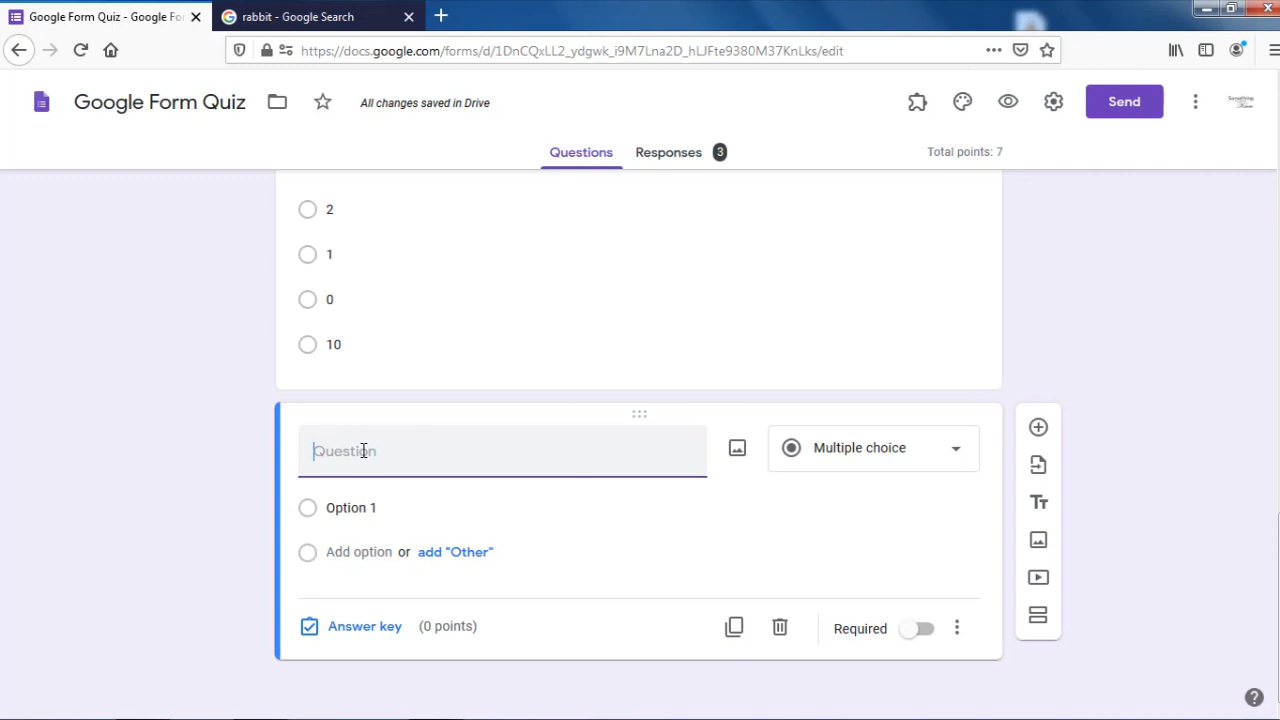 Google Form Quiz - Google Fo
rabbit - Google Search
https://docs.google.com/forms/d/1DnCQxLL2_ydgwk_i9M7Lna2D_hIJFte9380M37KnLks/edit
Google Form Quiz
All changes saved in Drive
Send
Questions
Responses 3
Total points: 7
2
1
0
10
Question
Multiple choice
Option 1
Add option or add "Other"
Answer key (0 points)
Required